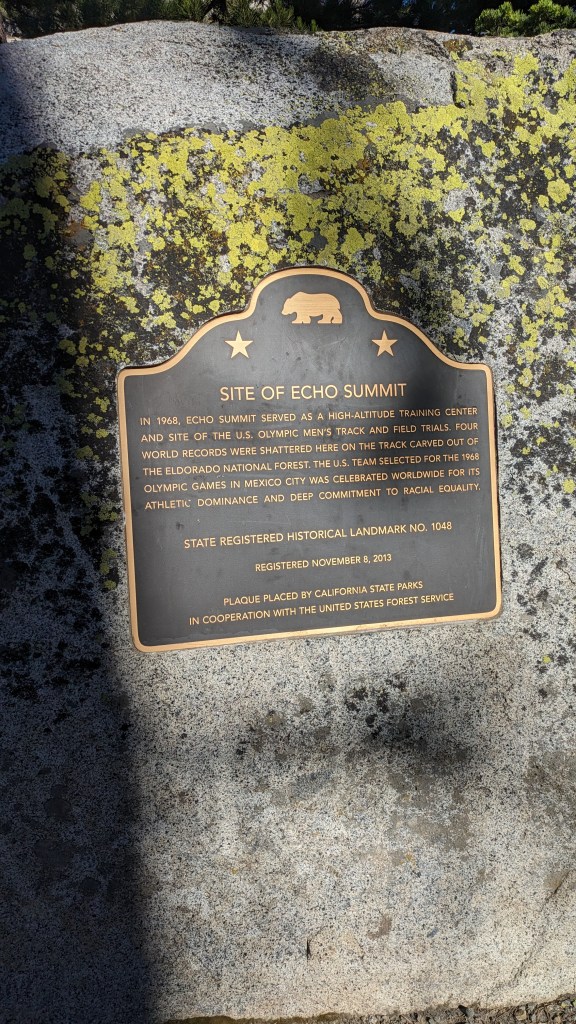 SITE OF ECHO SUMMIT
IN 1968, ECHO SUMMIT SERVED AS A HIGH-ALTITUDE TRAINING CENTER
AND SITE OF THE U.S. OLYMPIC MEN'S TRACK AND FIELD TRIALS. FOUR
WORLD RECORDS WERE SHATTERED HERE ON THE TRACK CARVED OUT OF
THE ELDORADO NATIONAL FOREST. THE U.S. TEAM SELECTED FOR THE 1968
OLYMPIC GAMES IN MEXICO CITY WAS CELEBRATED WORLDWIDE FOR ITS
ATHLETIC DOMINANCE AND DEEP COMMITMENT TO RACIAL EQUALITY.
STATE REGISTERED HISTORICAL LANDMARK NO. 1048
REGISTERED NOVEMBER 8, 2013
PLAQUE PLACED BY CALIFORNIA STATE PARKS
IN COOPERATION WITH THE UNITED STATES FOREST SERVICE